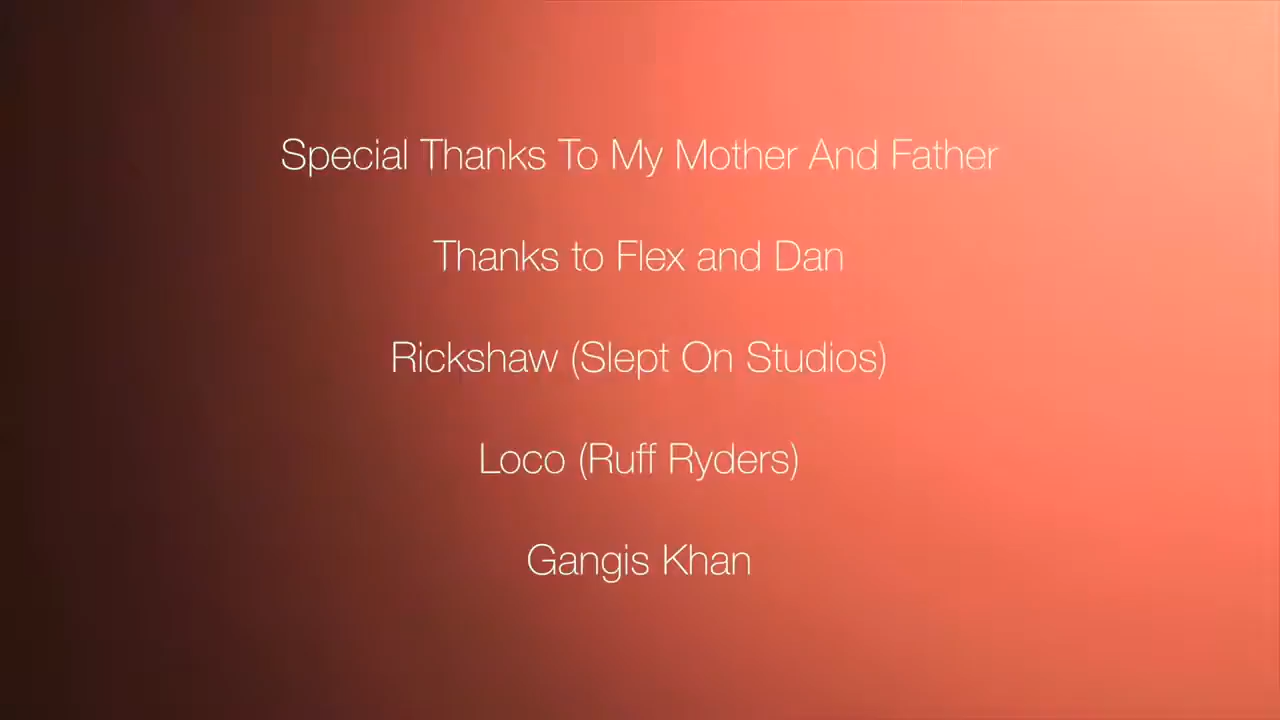 Special Thanks To My Mother And Father
Thanks to Flex and Dan
Rickshaw (Slept On Studios)
Loco (Ruff Ryders)
Gangis Khan